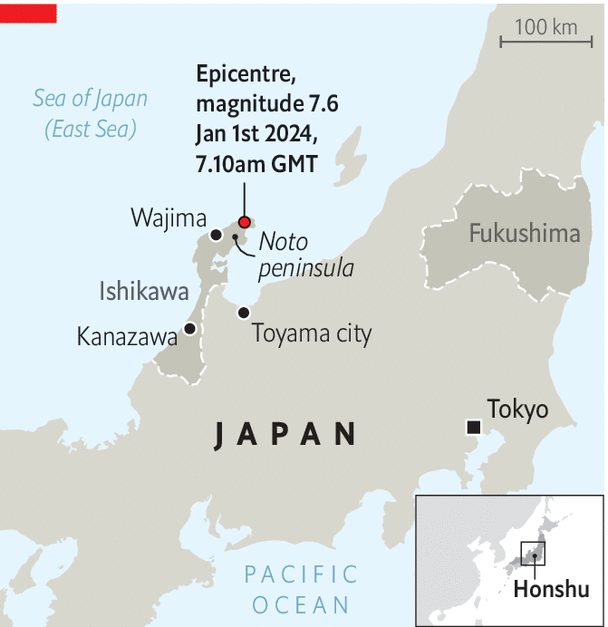 100 km
Epicentre,
magnitude 7.6
Jan 1st 2024,
7.10am GMT
Sea of Japan
(East Sea)
Wajima
Noto
peninsula
Fukushima
Ishikawa
Kanazawa
Toyama city
Tokyo
JAPAN
PACIFIC
OCEAN
Honshu